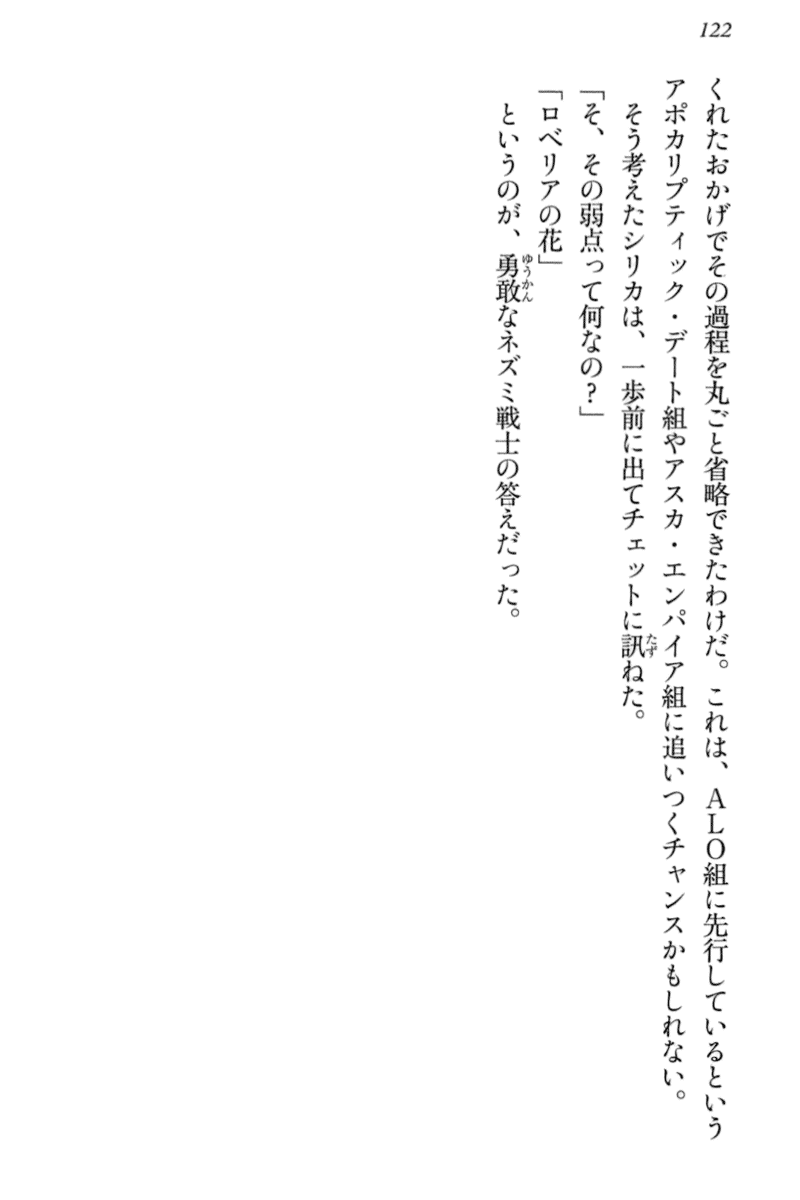 122
くれたおかげでその過程を丸ごと省略できたわけだ。これは、ALO組に先行しているという
アポカリプティック・デート組やアスカ・エンパイア組に追いつくチャンスかもしれない。
そう考えたシリカは、一歩前に出てチェットに訊ねた。
「そ、その弱点って何なの？」
「ロベリアの花」
というのが、勇敢なネズミ戦士の答えだった。